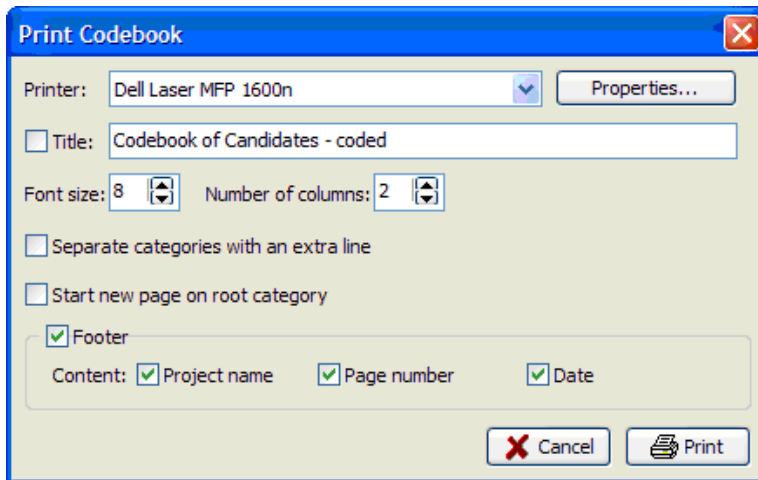 Print Codebook
Printer: Dell Laser MFP 1600n Properties...
Title: Codebook of Candidates - coded
Font size: 8 Number of columns: 2
Separate categories with an extra line
Start new page on root category
Footer
Content: Project name Page number Date
Cancel Print